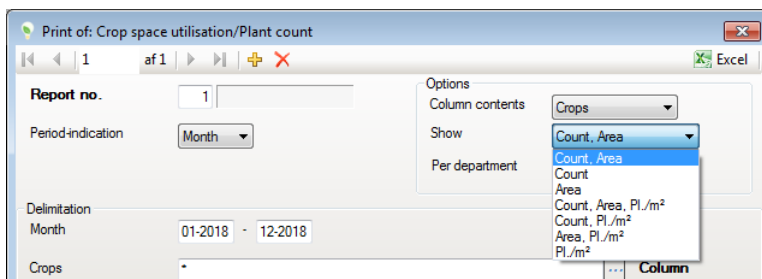 Print of: Crop space utilisation/Plant count
1 af 1 Excel
Report no. 1
Period-indication Month
Options
Column contents Crops
Show Count, Area
Per department
Count, Area
Count
Area
Count, Area, Pl./m²
Count, Pl./m²
Area, Pl./m²
Pl./m²
Delimitation
Month 01-2018 - 12-2018
Crops * ... Column